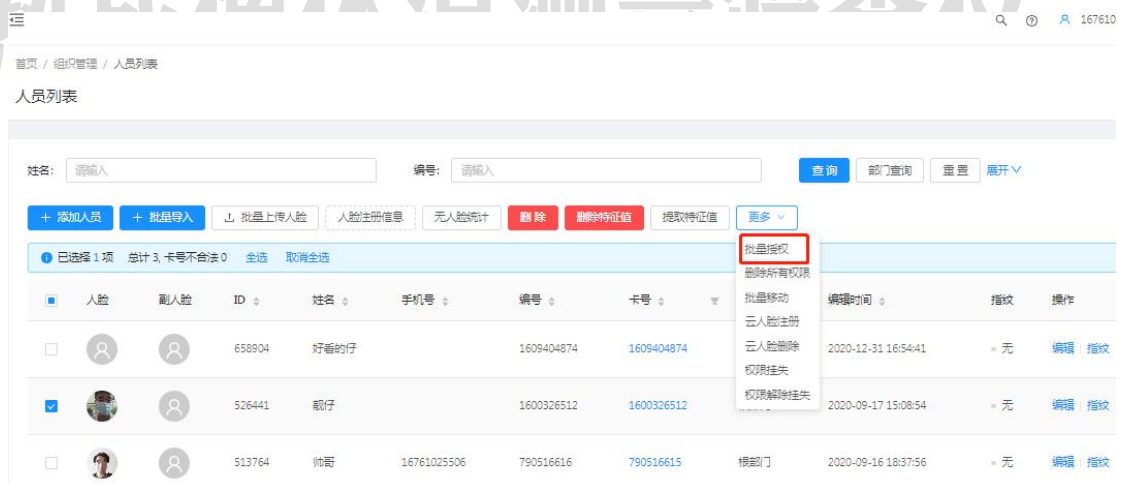 167610
首页 / 组织管理 / 人员列表
人员列表
姓名: 请输入 编号: 请输入 查询 部门查询 重置 展开
+ 添加人员 + 批量导入 批量上传人脸 人脸注册信息 无人脸统计 删除 删除特征值 提取特征值 更多
批量授权
已选择 1 项 总计 3, 卡号不合法 0 全选 取消全选
删除所有权限
人脸 副人脸 ID 姓名 手机号 编号 卡号 批量移动 编辑时间 指纹 操作
云人脸注册
658904 好香的仔 1609404874 1609404874 云人脸删除 2020-12-31 16:54:41 无 编辑 指纹
权限挂失
权限解除挂失
526441 靓仔 1600326512 1600326512 2020-09-17 15:08:54 无 编辑 指纹
513764 帅哥 16761025506 790516616 790516615 根部门 2020-09-16 18:37:56 无 编辑 指纹